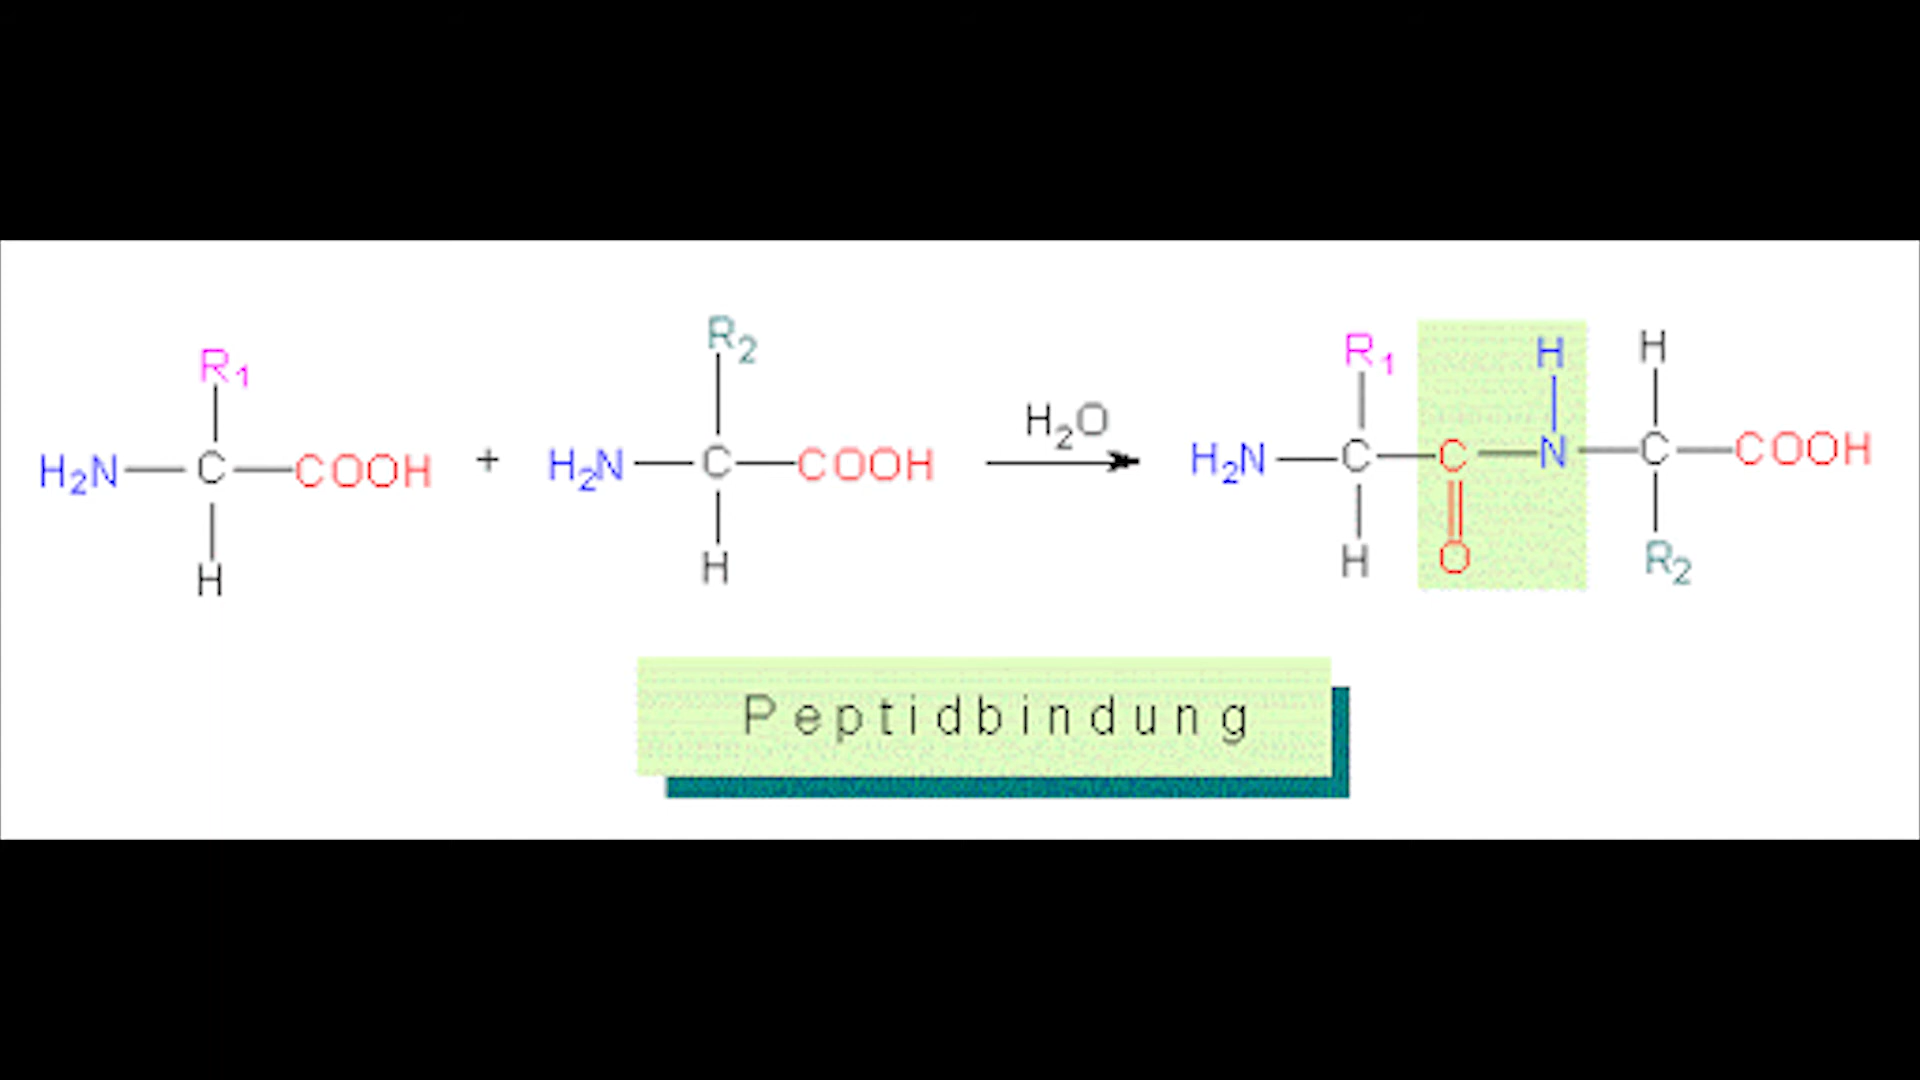 R₁ R₂ H₂O R₁ H H
H₂N—C—COOH + H₂N—C—COOH → H₂N—C—C—N—C—COOH
H H H O R₂
Peptidbindung